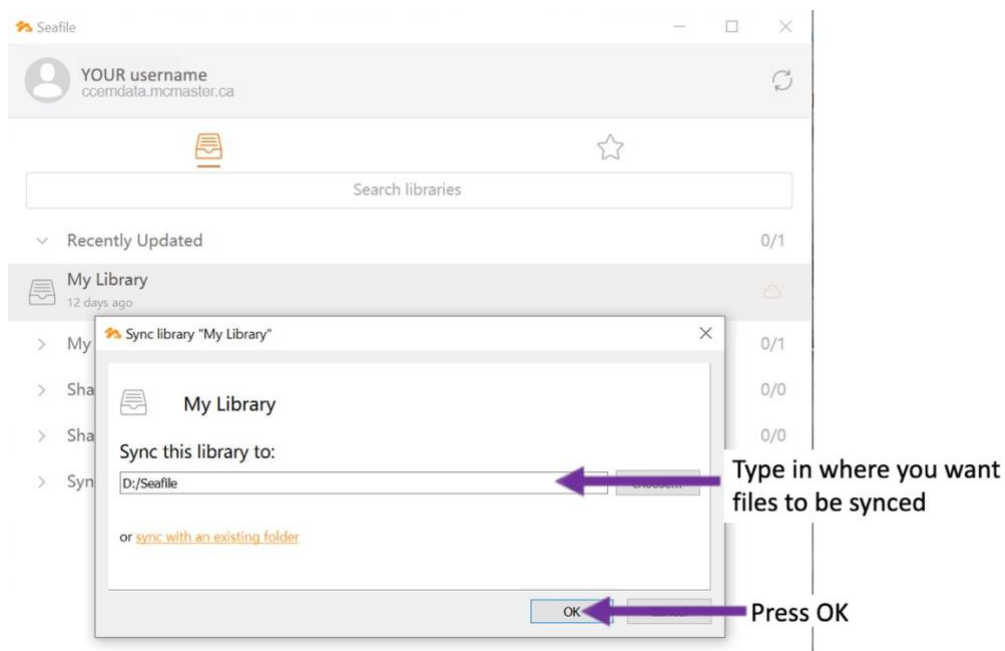 Seafile
YOUR username
ccemdata.mcmaster.ca
Search libraries
Recently Updated
0/1
My Library
12 days ago
Sync library "My Library"
My
0/1
Sha
0/0
My Library
Sha
0/0
Sync this library to:
Syn
D:/Seafile
Type in where you want
files to be synced
or sync with an existing folder
OK
Press OK